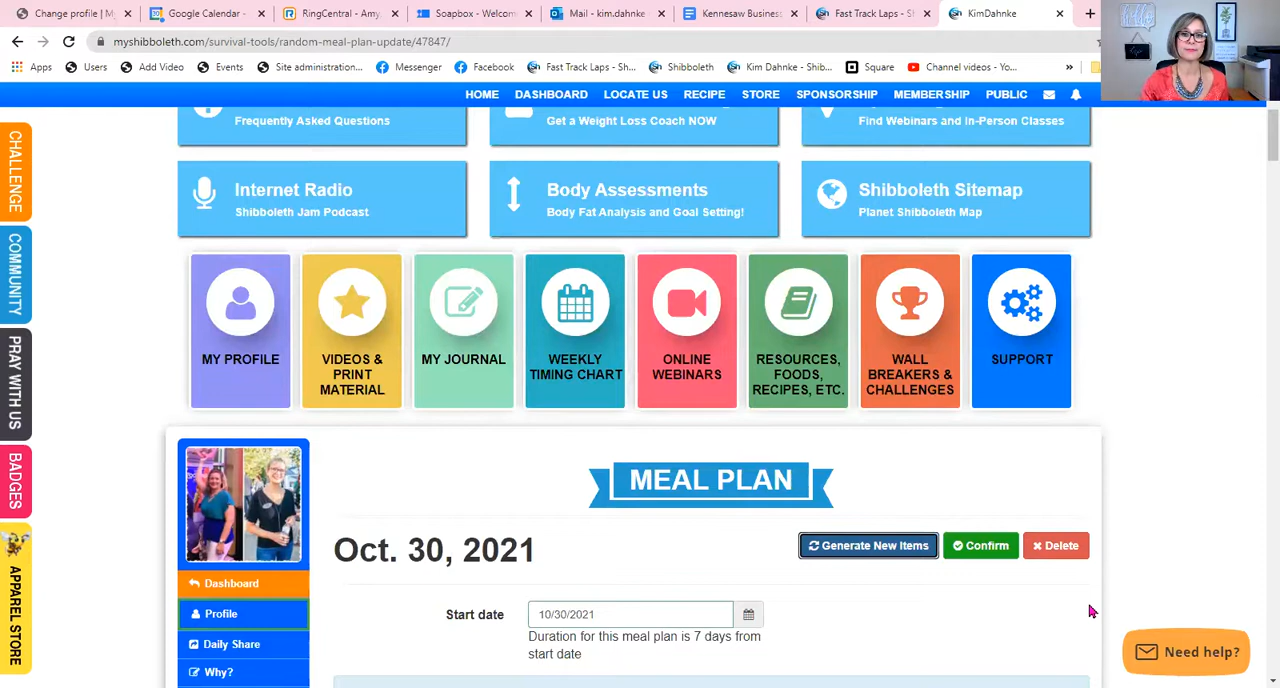 Change profile | M
Google Calendar -
RingCentral - Amy
Soapbox - Welcom
Mail - kim.dahnke
Kennesaw Business
Fast Track Laps - Sh
KimDahnke
myshibboleth.com/survival-tools/random-meal-plan-update/47847/
Apps Users Add Video Events Site administration... Messenger Fast Track Laps - Sh... Shibboleth Kim Dahnke - Shib... Square Channel videos - Yo... »
HOME DASHBOARD LOCATE US RECIPE STORE SPONSORSHIP MEMBERSHIP PUBLIC
Frequently Asked Questions
Get a Weight Loss Coach NOW
Find Webinars and In-Person Classes
Internet Radio
Shibboleth Jam Podcast
Body Assessments
Body Fat Analysis and Goal Setting!
Shibboleth Sitemap
Planet Shibboleth Map
MY PROFILE
VIDEOS &
PRINT
MATERIAL
MY JOURNAL
WEEKLY
TIMING CHART
ONLINE
WEBINARS
RESOURCES,
FOODS,
RECIPES, ETC.
WALL
BREAKERS &
CHALLENGES
SUPPORT
CHALLENGE
COMMUNITY
PRAY WITH US
BADGES
APPAREL STORE
MEAL PLAN
Oct. 30, 2021
Generate New Items
Confirm
Delete
Start date
10/30/2021
Duration for this meal plan is 7 days from
start date
Dashboard
Profile
Daily Share
Why?
Need help?